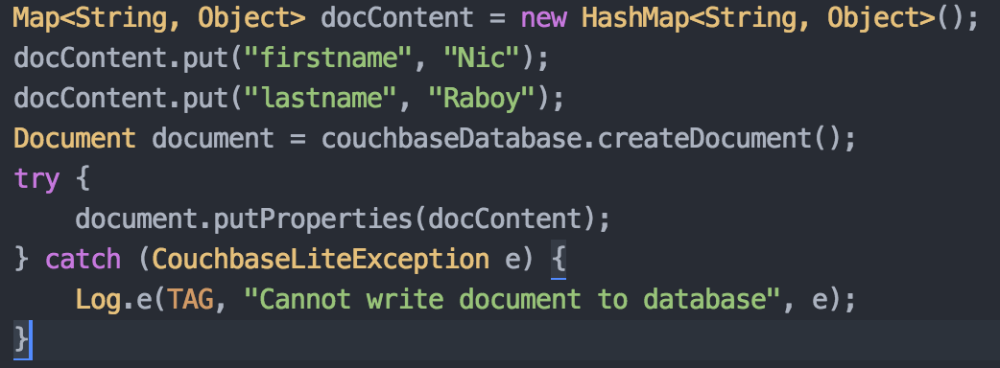 Map<String, Object> docContent = new HashMap<String, Object>();
docContent.put("firstname", "Nic");
docContent.put("lastname", "Raboy");
Document document = couchbaseDatabase.createDocument();
try {
    document.putProperties(docContent);
} catch (CouchbaseLiteException e) {
    Log.e(TAG, "Cannot write document to database", e);
}